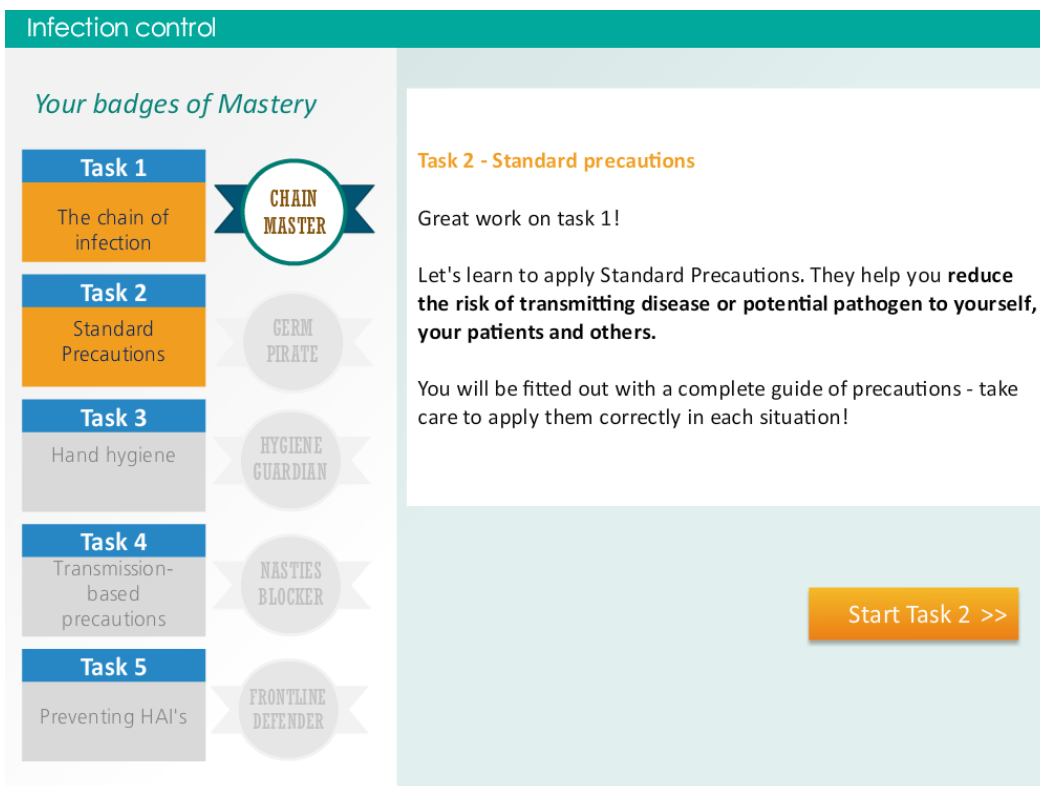 Infection control
Your badges of Mastery
Task 1
The chain of
infection
CHAIN
MASTER
Task 2
Standard
Precautions
GERM
PIRATE
Task 3
Hand hygiene
HYGIENE
GUARDIAN
Task 4
Transmission-
based
precautions
NASTIES
BLOCKER
Task 5
Preventing HAI's
FRONTLINE
DEFENDER
Task 2 - Standard precautions
Great work on task 1!
Let's learn to apply Standard Precautions. They help you reduce
the risk of transmitting disease or potential pathogen to yourself,
your patients and others.
You will be fitted out with a complete guide of precautions - take
care to apply them correctly in each situation!
Start Task 2 >>